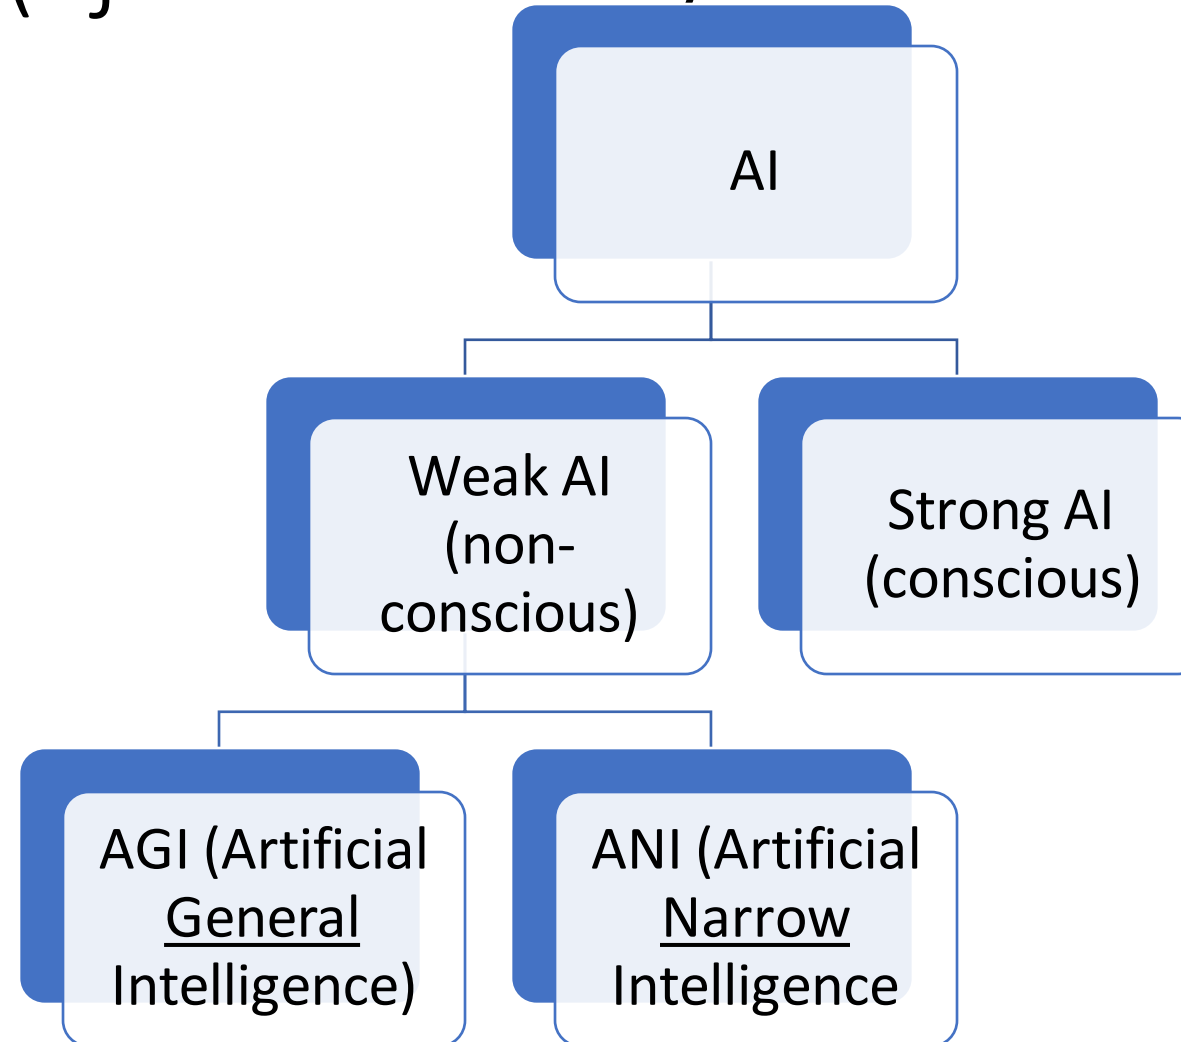 AI
Weak AI
(non-
conscious)
Strong AI
(conscious)
AGI (Artificial
General
Intelligence)
ANI (Artificial
Narrow
Intelligence